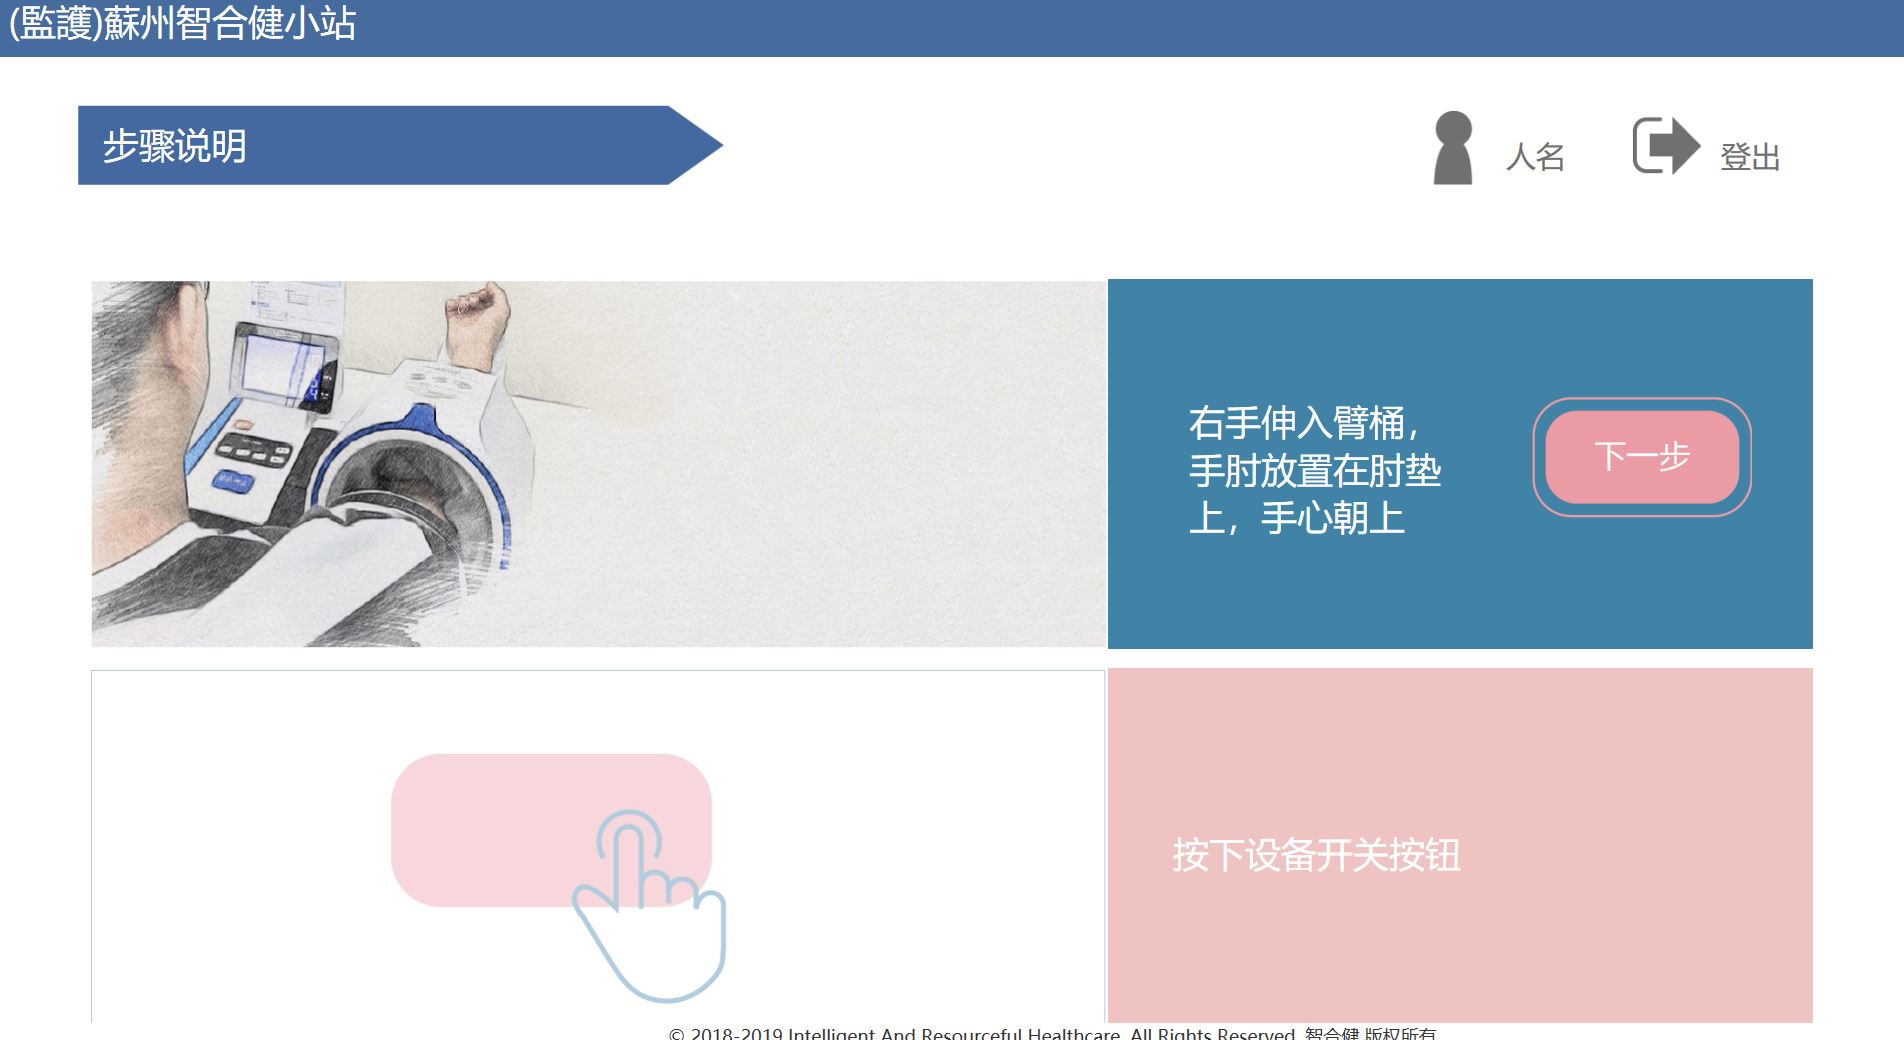 (監護)蘇州智合健小站
步骤说明
人名
登出
右手伸入臂桶，
手肘放置在肘垫
上，手心朝上
下一步
按下设备开关按钮
© 2018-2019 Intelligent And Resourceful Healthcare. All Rights Reserved. 智合健 版权所有